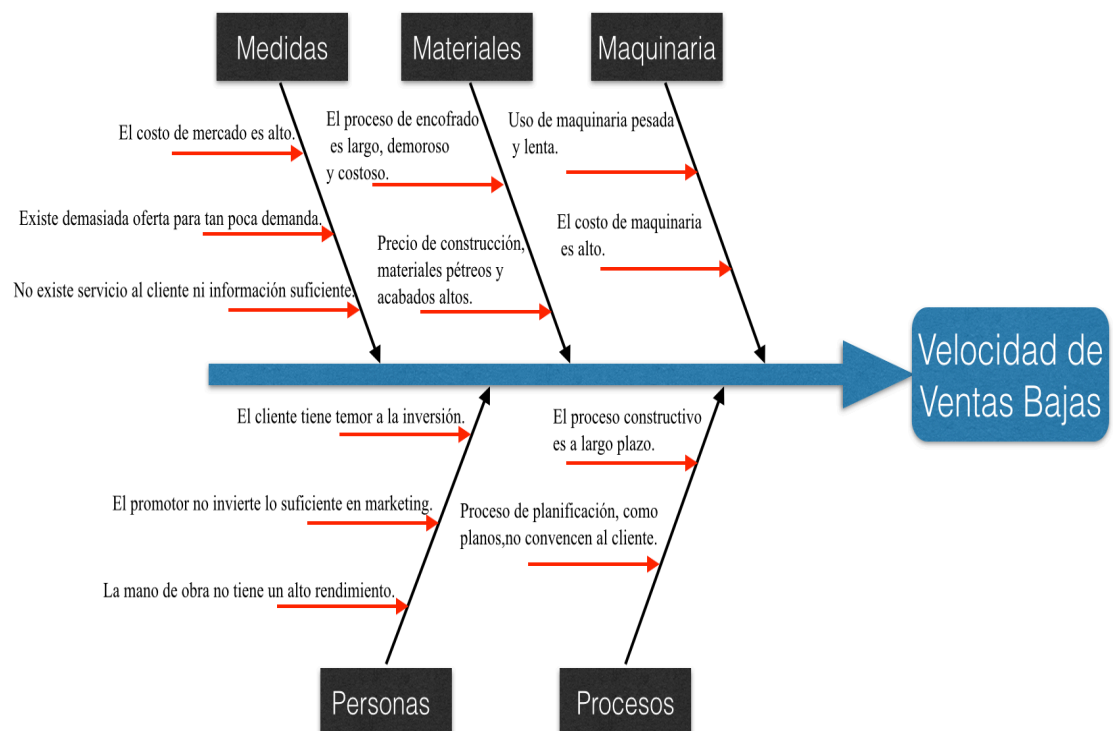 Medidas
Materiales
Maquinaria
El costo de mercado es alto.
Existe demasiada oferta para tan poca demanda.
No existe servicio al cliente ni información suficiente.
El proceso de encofrado
es largo, demoroso
y costoso.
Precio de construcción,
materiales pétreos y
acabados altos.
Uso de maquinaria pesada
y lenta.
El costo de maquinaria
es alto.
Velocidad de
Ventas Bajas
El cliente tiene temor a la inversión.
El promotor no invierte lo suficiente en marketing.
La mano de obra no tiene un alto rendimiento.
El proceso constructivo
es a largo plazo.
Proceso de planificación, como
planos,no convencen al cliente.
Personas
Procesos